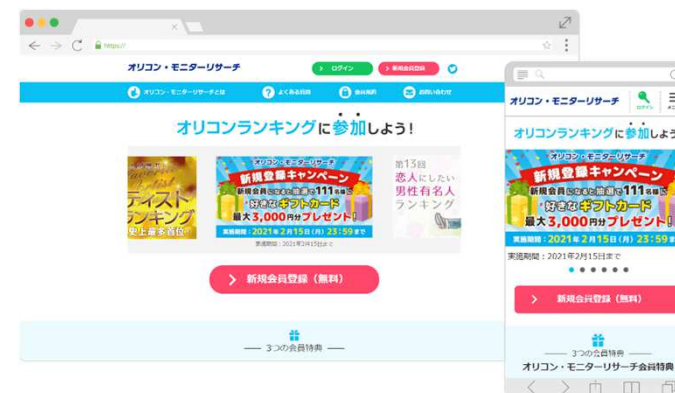 https://
オリコン・モニターリサーチ
ログイン
新規会員登録
オリコン・モニターリサーチとは
よくある質問
会員規約
お問い合わせ
オリコンランキングに参加しよう!
ティスト
ランキング
史上最多首位
オリコン・モニターリサーチ
新規登録キャンペーン
新規会員になると抽選で111名様に
好きなギフトカード
最大3,000円分プレゼント!
実施期間:2021年2月15日(月)23:59まで
実施期間:2021年2月15日まで
第13回
恋人にしたい
男性有名人
ランキング
新規会員登録(無料)
3つの会員特典
オリコン・モニターリサーチ
ログイン
オリコンランキングに参加しよう
オリコン・モニターリサーチ
新規登録キャンペーン
新規会員になると抽選で111名様に
好きなギフトカード
最大3,000円分プレゼント!
実施期間:2021年2月15日(月)23:59まで
実施期間:2021年2月15日まで
新規会員登録(無料)
3つの会員特典
オリコン・モニターリサーチ会員特典